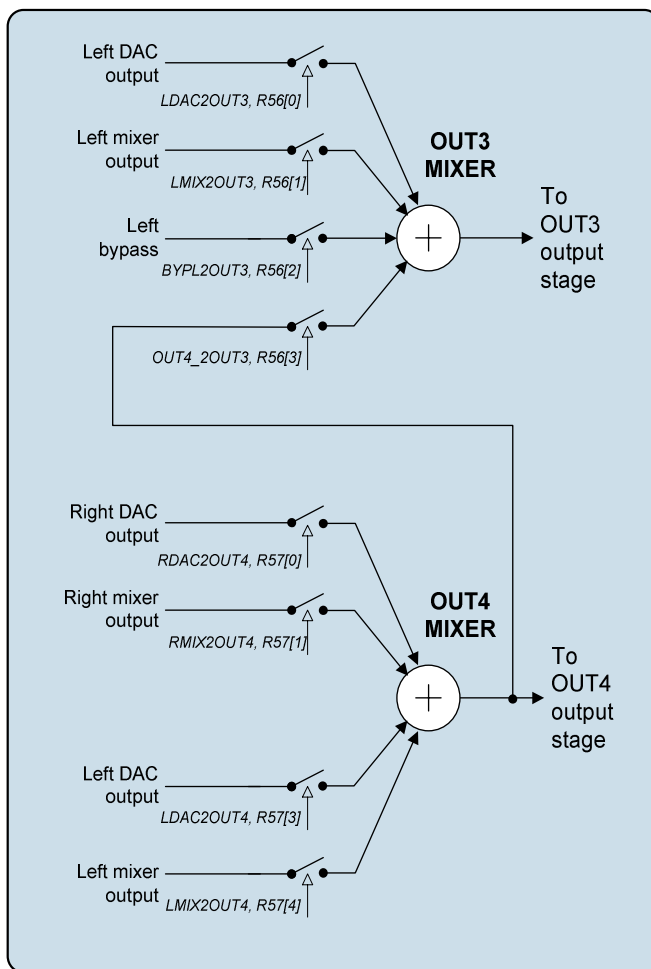 Left DAC
output
LDAC2OUT3, R56[0]
Left mixer
output
LMIX2OUT3, R56[1]
OUT3
MIXER
Left
bypass
BYPL2OUT3, R56[2]
To
OUT3
output
stage
OUT4_2OUT3, R56[3]
Right DAC
output
RDAC2OUT4, R57[0]
Right mixer
output
RMIX2OUT4, R57[1]
OUT4
MIXER
To
OUT4
output
stage
Left DAC
output
LDAC2OUT4, R57[3]
Left mixer
output
LMIX2OUT4, R57[4]